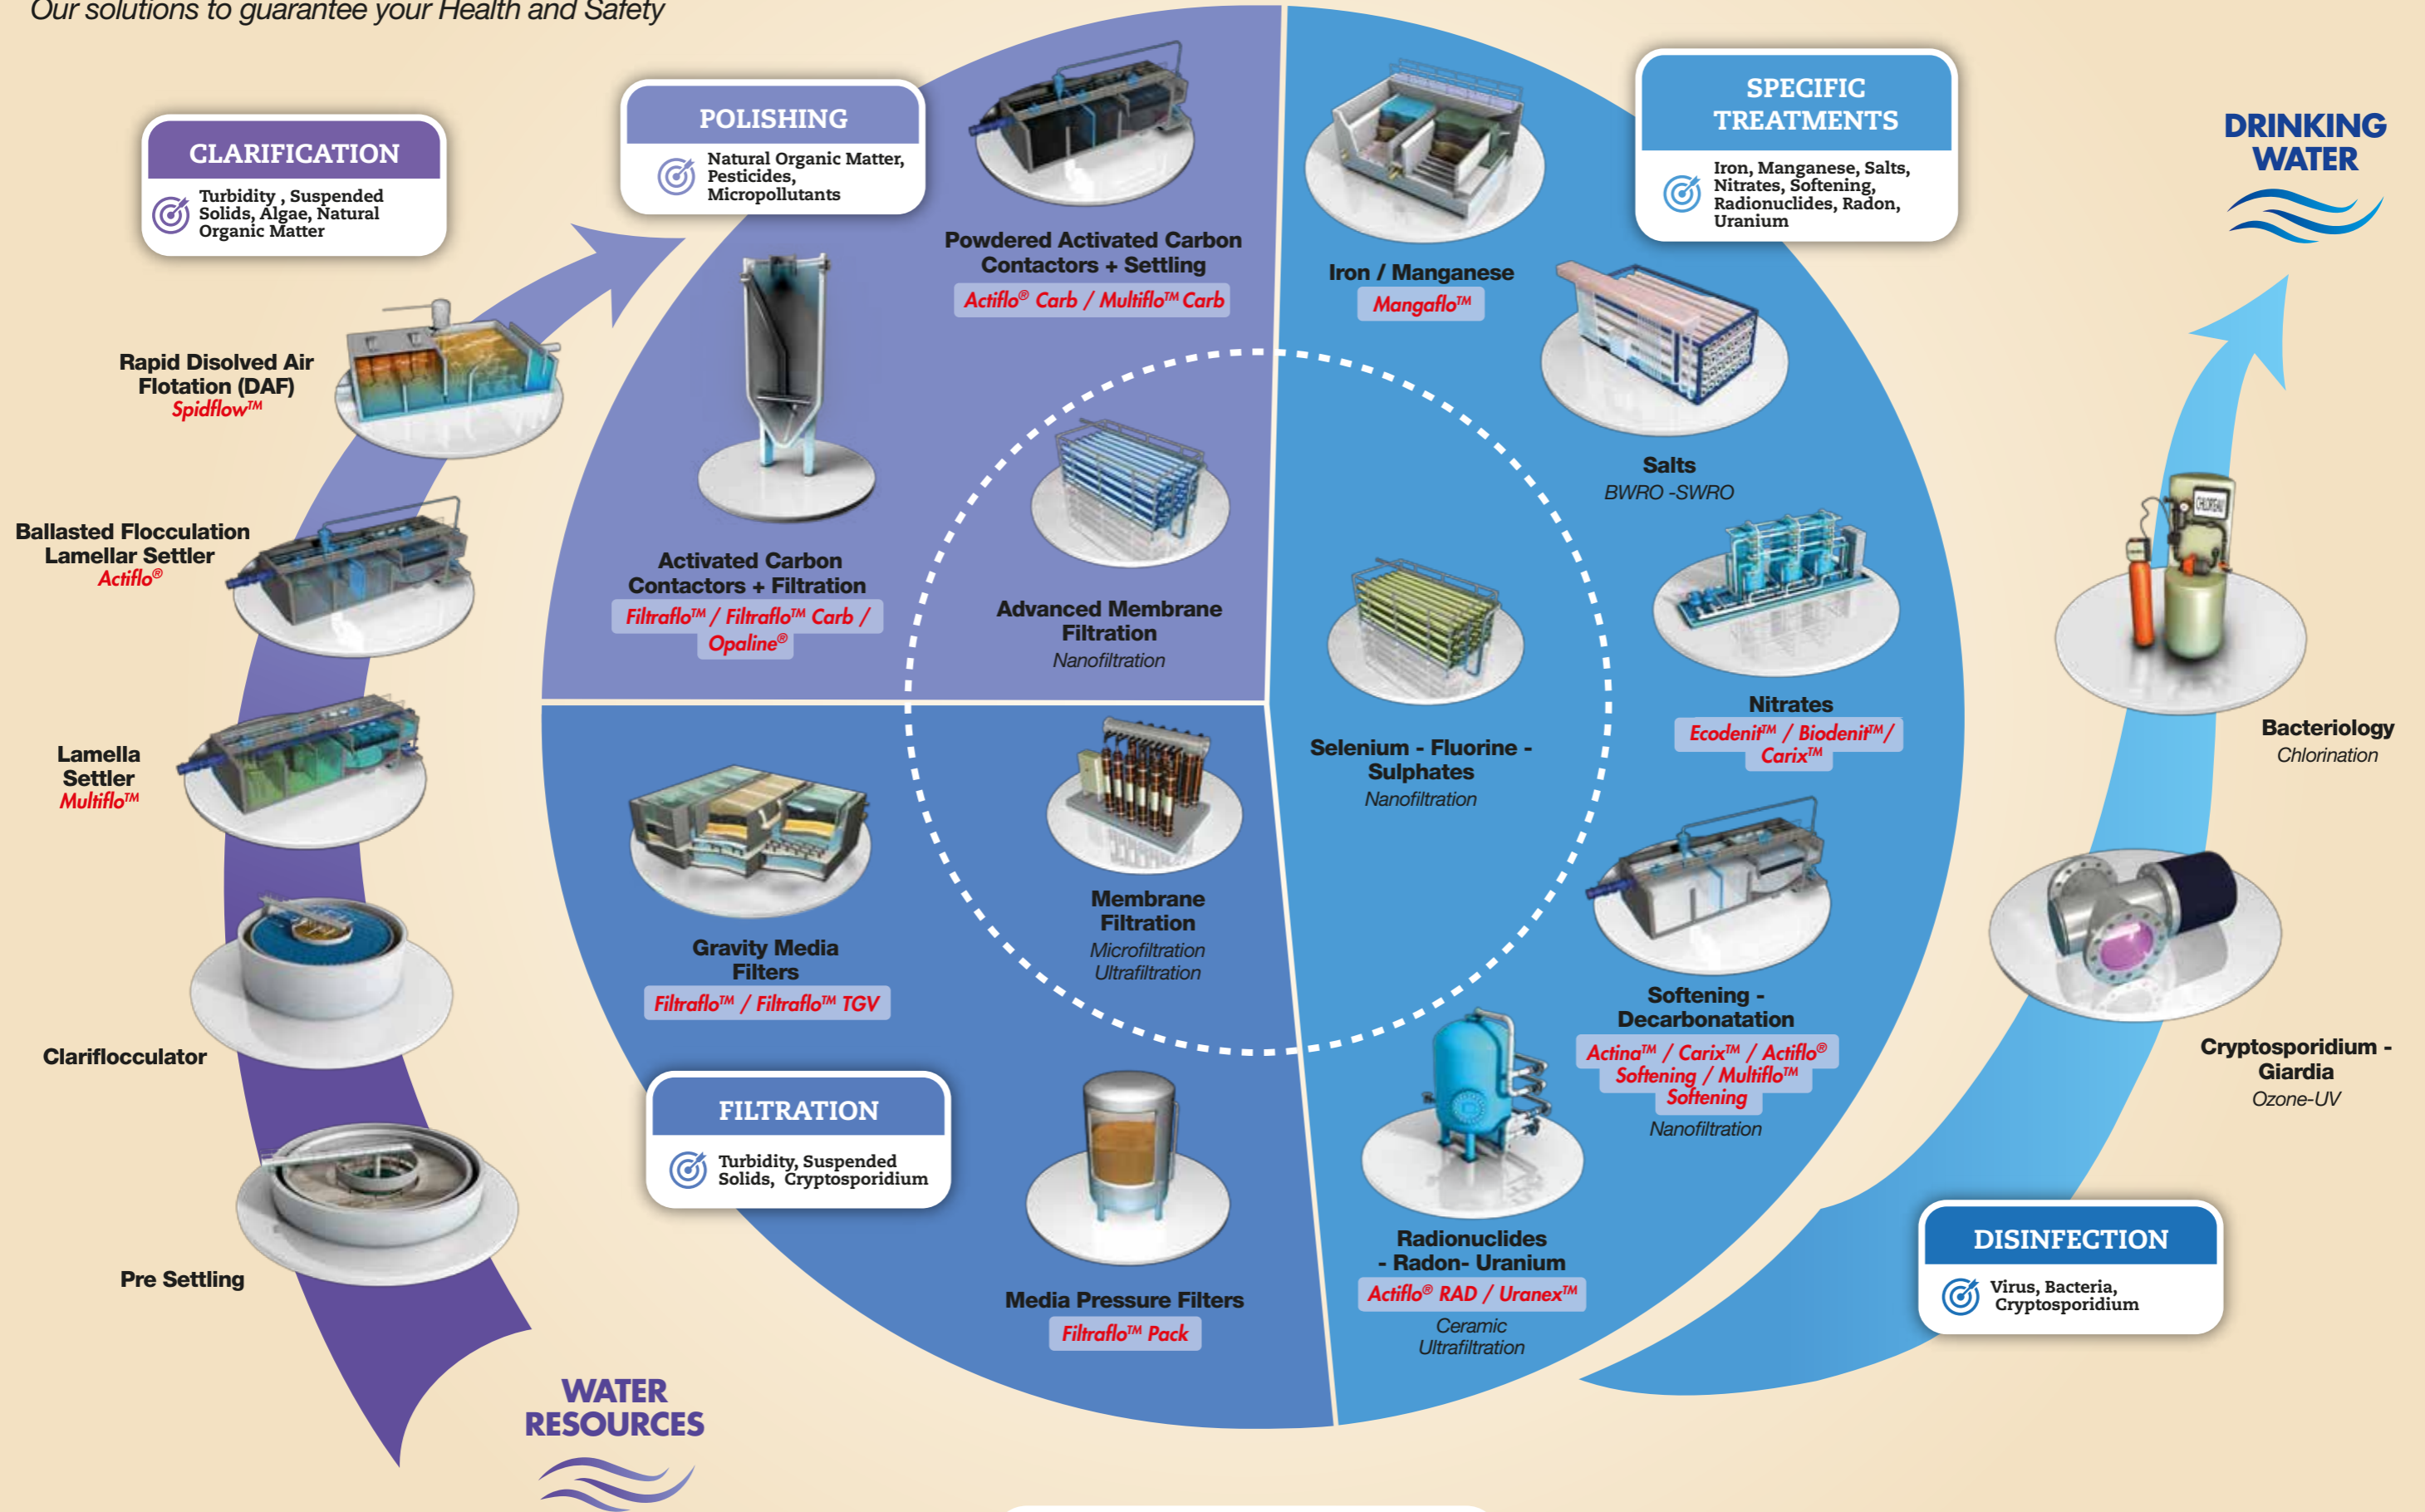 Our solutions to guarantee your Health and Safety
CLARIFICATION
Turbidity , Suspended
Solids, Algae, Natural
Organic Matter
Rapid Disolved Air
Flotation (DAF)
Spidflow™
Ballasted Flocculation
Lamellar Settler
Actiflo®
Lamella
Settler
Multiflo™
Clariflocculator
Pre Settling
WATER
RESOURCES
POLISHING
Natural Organic Matter,
Pesticides,
Micropollutants
Powdered Activated Carbon
Contactors + Settling
Actiflo® Carb / Multiflo™ Carb
Activated Carbon
Contactors + Filtration
Filtraflo™ / Filtraflo™ Carb /
Opaline®
Advanced Membrane
Filtration
Nanofiltration
Gravity Media
Filters
Filtraflo™ / Filtraflo™ TGV
Membrane
Filtration
Microfiltration
Ultrafiltration
FILTRATION
Turbidity, Suspended
Solids, Cryptosporidium
Media Pressure Filters
Filtraflo™ Pack
SPECIFIC
TREATMENTS
Iron, Manganese, Salts,
Nitrates, Softening,
Radionuclides, Radon,
Uranium
Iron / Manganese
Mangaflo™
Salts
BWRO -SWRO
Nitrates
Ecodenit™ / Biodenit™/
Carix™
Selenium - Fluorine -
Sulphates
Nanofiltration
Softening -
Decarbonatation
Actina™ / Carix™ / Actiflo®
Softening / Multiflo™
Softening
Nanofiltration
Radionuclides
- Radon- Uranium
Actiflo® RAD / Uranex™
Ceramic
Ultrafiltration
DISINFECTION
Virus, Bacteria,
Cryptosporidium
Cryptosporidium -
Giardia
Ozone-UV
CHLOREAU
Bacteriology
Chlorination
DRINKING
WATER